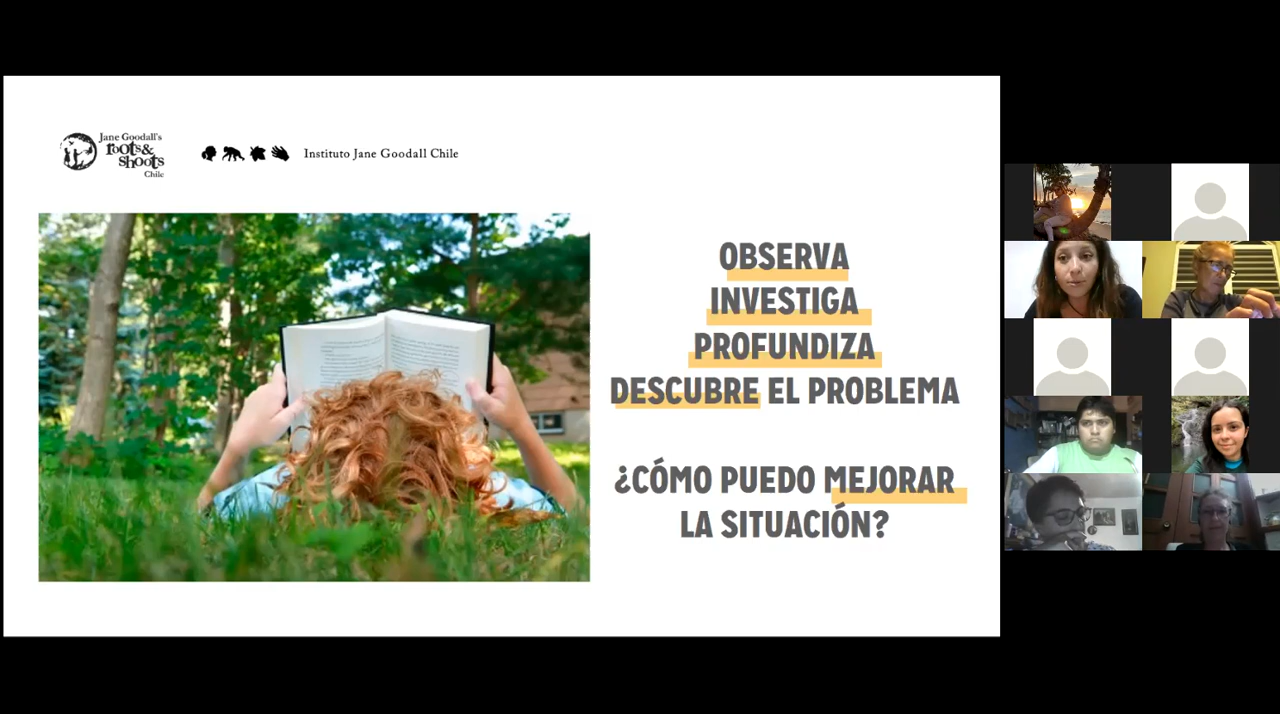 Jane Goodall's
roots&
shoots
Chile
Instituto Jane Goodall Chile
OBSERVA
INVESTIGA
PROFUNDIZA
DESCUBRE EL PROBLEMA
¿CÓMO PUEDO MEJORAR
LA SITUACIÓN?